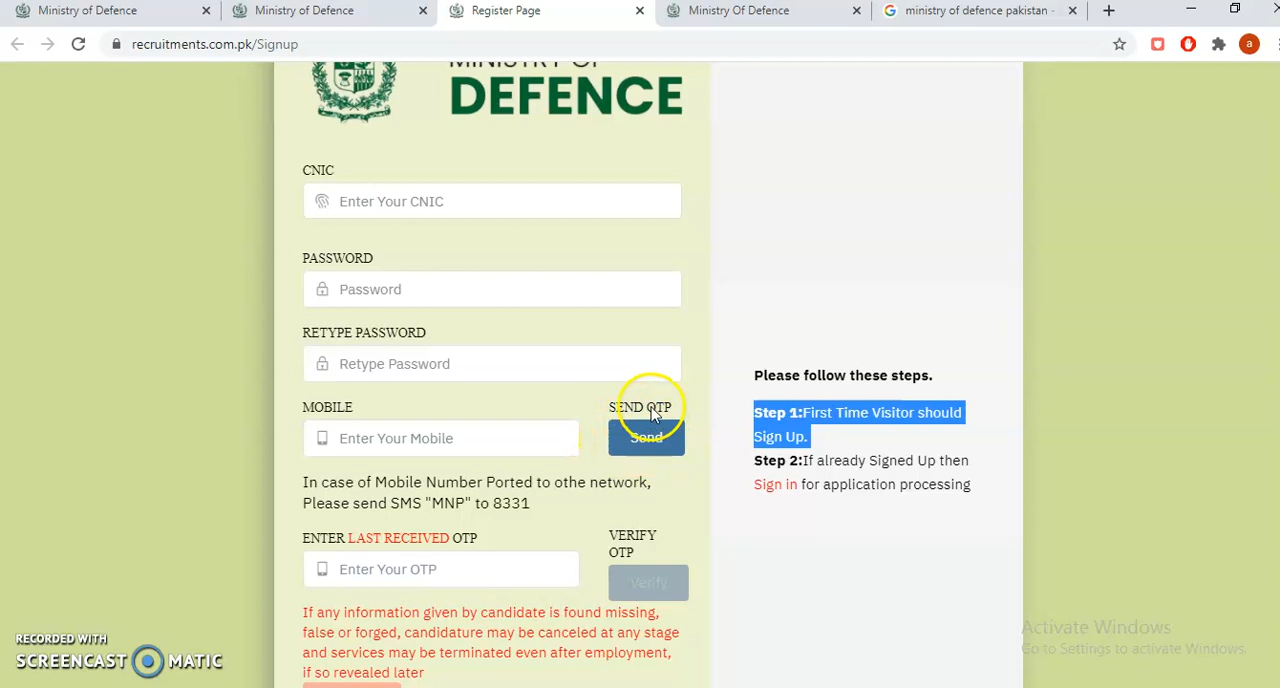 Ministry of Defence
Ministry of Defence
Register Page
Ministry Of Defence
ministry of defence pakistan -
recruitments.com.pk/Signup
a
MINISTRY OF
DEFENCE
CNIC
Enter Your CNIC
PASSWORD
Password
RETYPE PASSWORD
Retype Password
MOBILE
SEND OTP
Enter Your Mobile
Send
In case of Mobile Number Ported to othe network,
Please send SMS "MNP" to 8331
ENTER LAST RECEIVED OTP
VERIFY
OTP
Enter Your OTP
Verify
If any information given by candidate is found missing,
false or forged, candidature may be canceled at any stage
and services may be terminated even after employment,
if so revealed later
Please follow these steps.
Step 1:First Time Visitor should
Sign Up.
Step 2:If already Signed Up then
Sign in for application processing
Activate Windows
Go to Settings to activate Windows.
RECORDED WITH
SCREENCAST MATIC